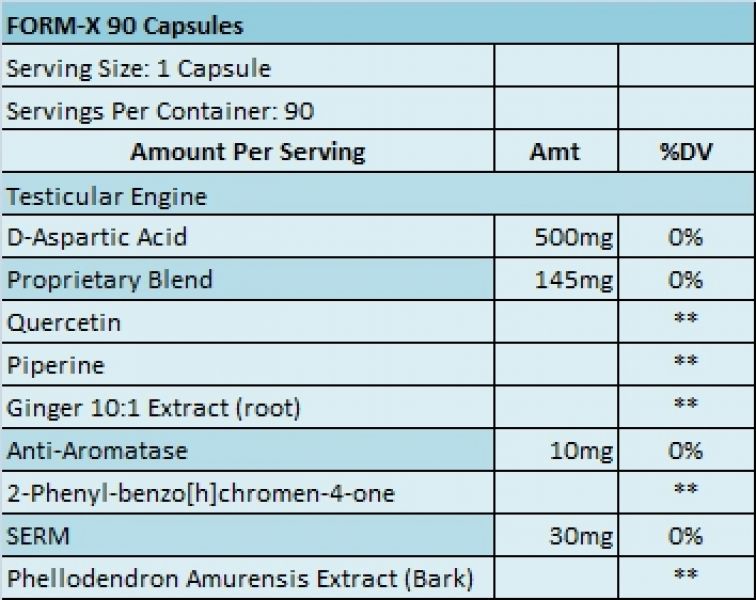 FORM-X 90 Capsules
Serving Size: 1 Capsule
Servings Per Container: 90
Amount Per Serving Amt %DV
Testicular Engine
D-Aspartic Acid 500mg 0%
Proprietary Blend 145mg 0%
Quercetin **
Piperine **
Ginger 10:1 Extract (root) **
Anti-Aromatase 10mg 0%
2-Phenyl-benzo[h]chromen-4-one **
SERM 30mg 0%
Phellodendron Amurensis Extract (Bark) **